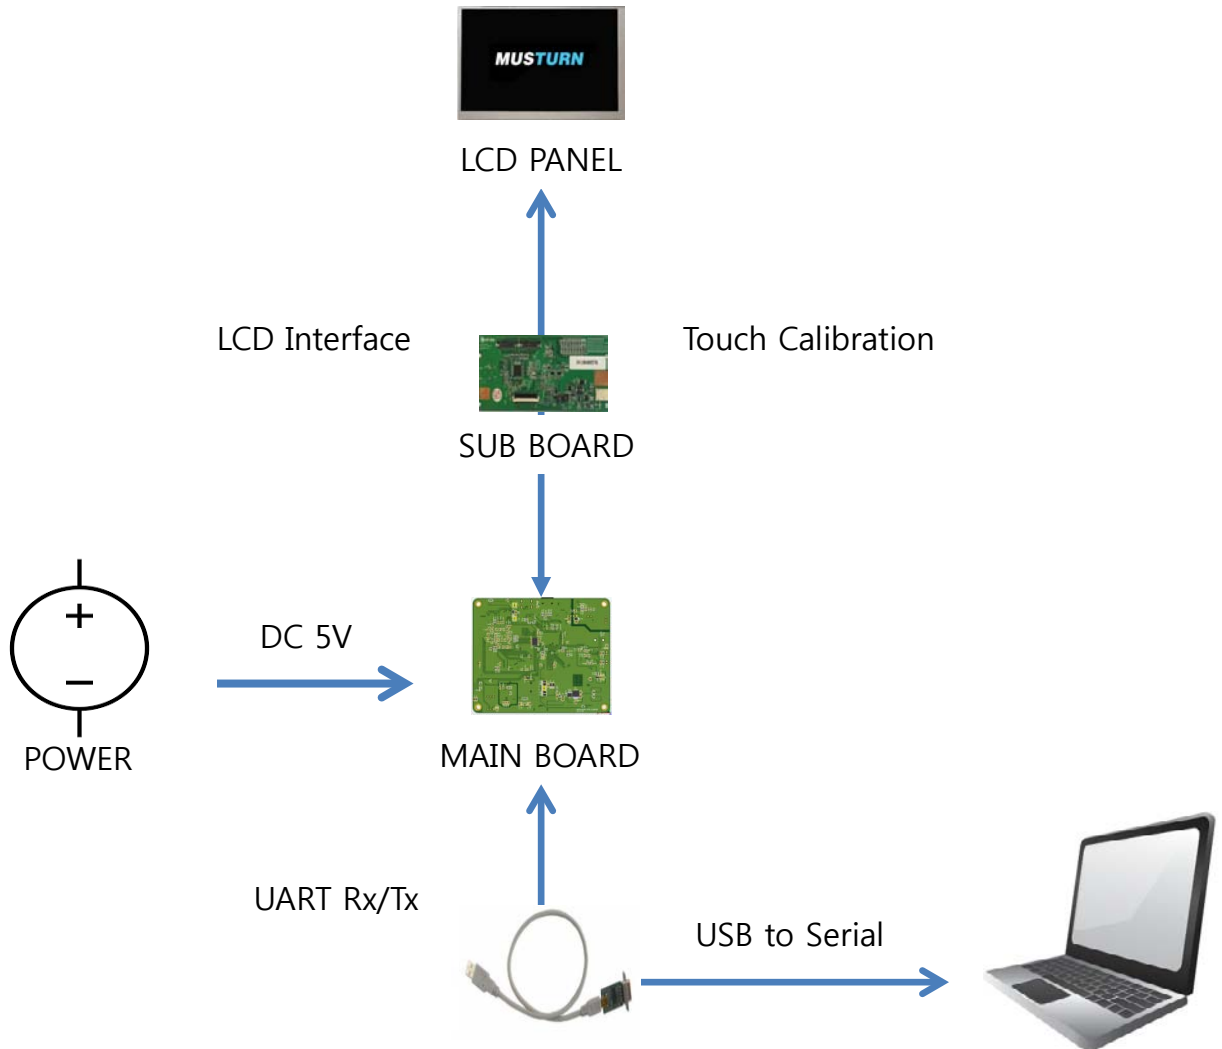 MUSTURN
LCD PANEL
LCD Interface
Touch Calibration
SUB BOARD
DC 5V
POWER
MAIN BOARD
UART Rx/Tx
USB to Serial